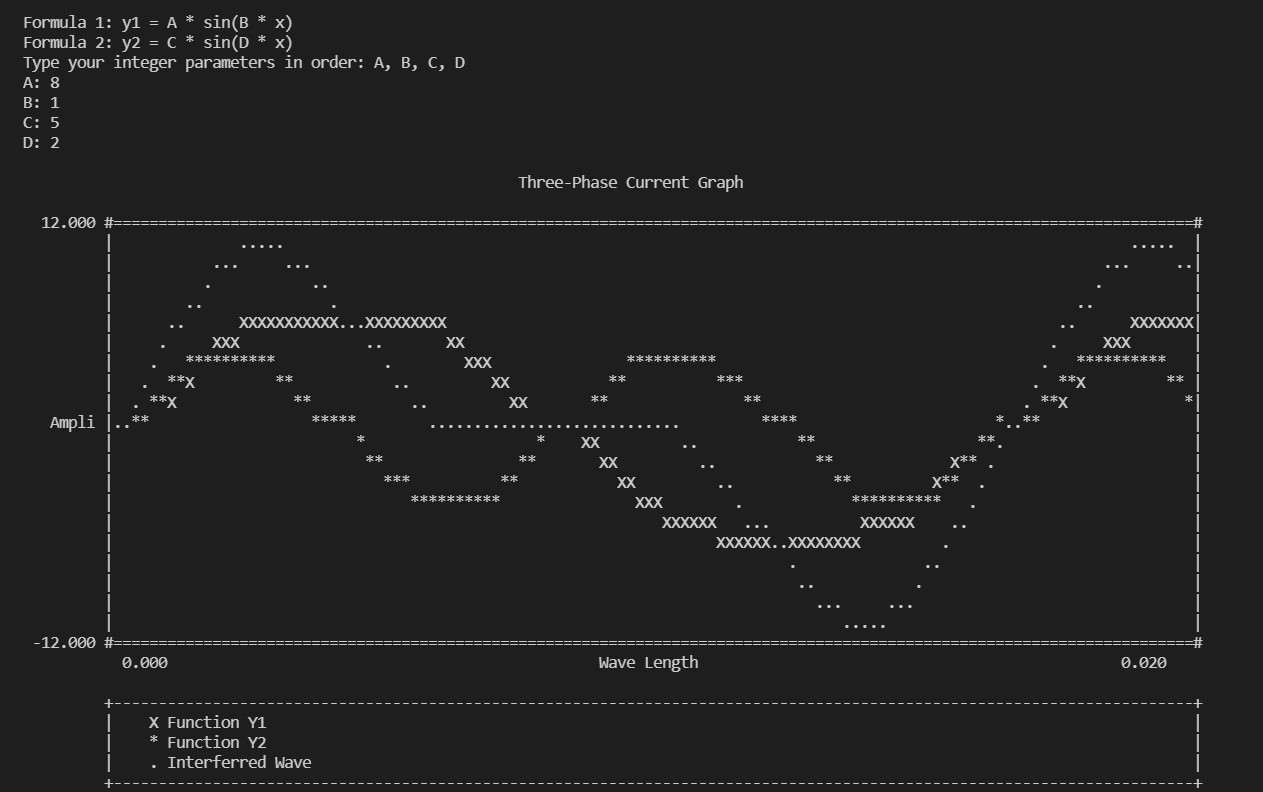 Formula 1: y1 = A * sin(B * x)
Formula 2: y2 = C * sin(D * x)
Type your integer parameters in order: A, B, C, D
A: 8
B: 1
C: 5
D: 2
Three-Phase Current Graph
12.000
Ampli
-12.000
0.000 Wave Length 0.020
X Function Y1
* Function Y2
. Interferred Wave